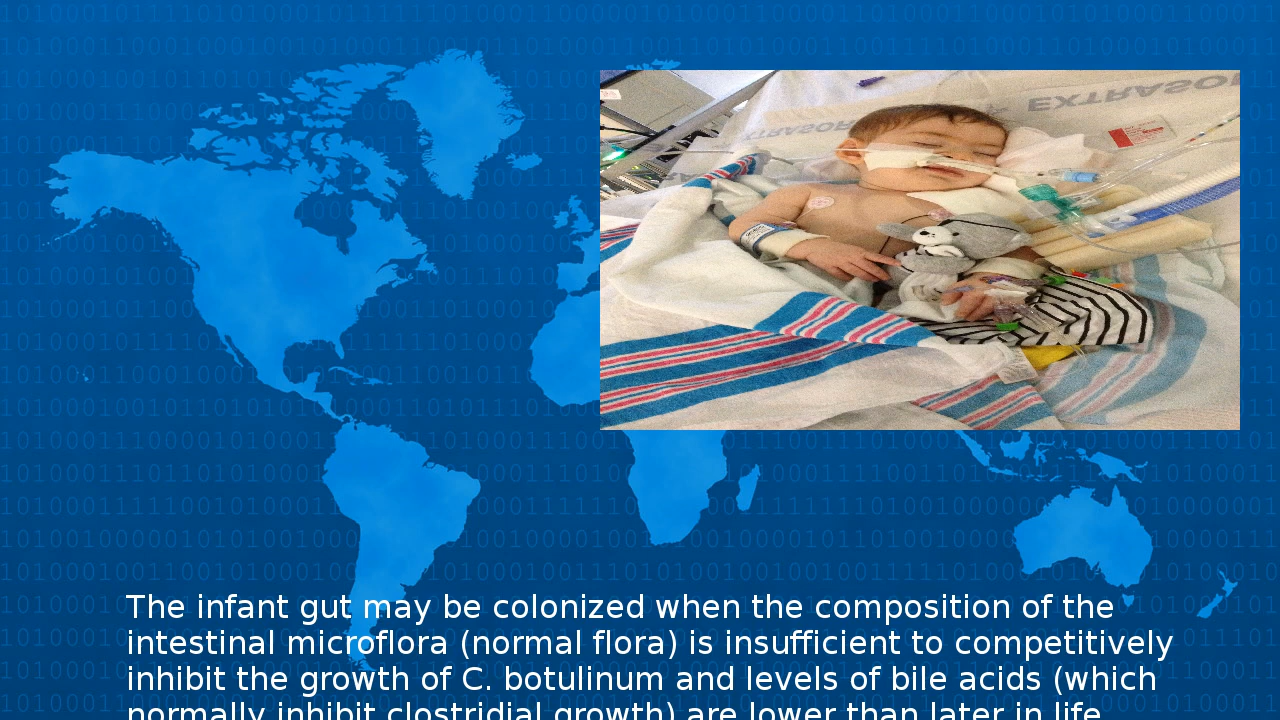 EXTRASO
TRASOR
The infant gut may be colonized when the composition of the
intestinal microflora (normal flora) is insufficient to competitively
inhibit the growth of C. botulinum and levels of bile acids (which
normally inhibit clostridial growth) are lower than later in life